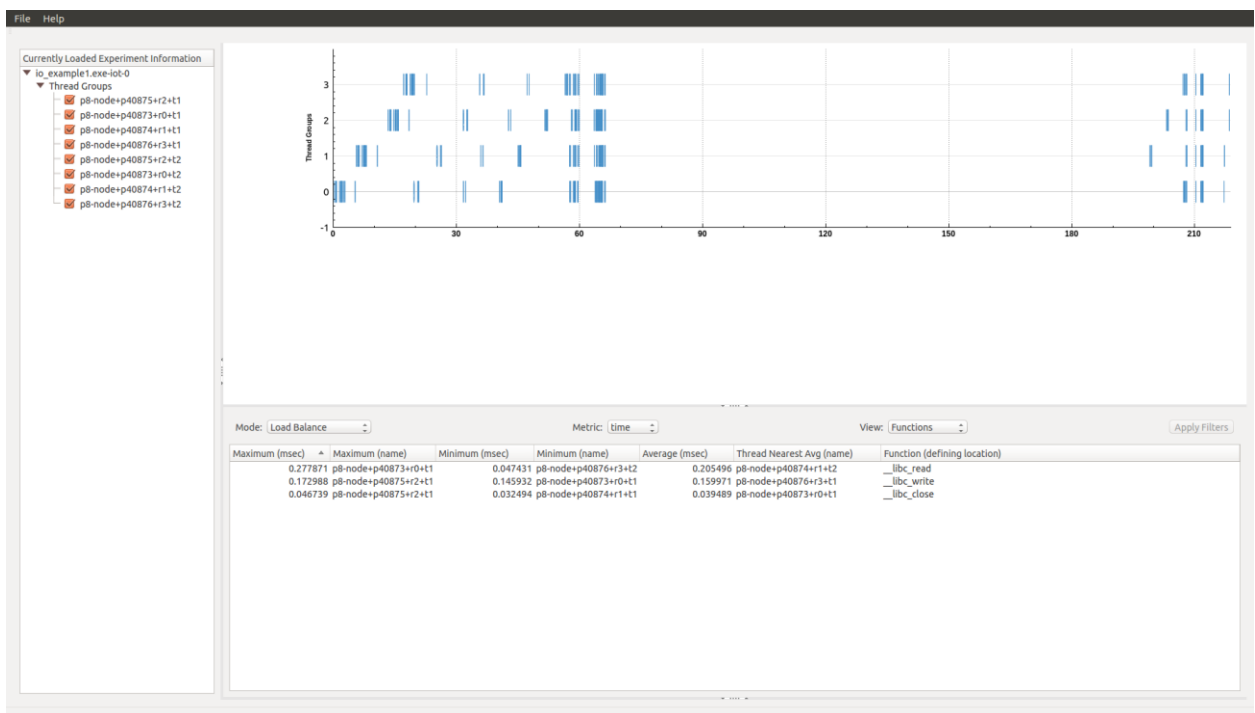 File Help
Currently Loaded Experiment Information
io_example1.exe-iot-0
Thread Groups
p8-node+p40875+r2+t1
p8-node+p40873+r0+t1
p8-node+p40874+r1+t1
p8-node+p40876+r3+t1
p8-node+p40875+r2+t2
p8-node+p40873+r0+t2
p8-node+p40874+r1+t2
p8-node+p40876+r3+t2
Thread Groups
3
2
1
0
-1
0 30 60 90 120 150 180 210
Mode: Load Balance Metric: time View: Functions Apply Filters
Maximum (msec) Maximum (name) Minimum (msec) Minimum (name) Average (msec) Thread Nearest Avg (name) Function (defining location)
0.277871 p8-node+p40873+r0+t1 0.047431 p8-node+p40876+r3+t2 0.205496 p8-node+p40874+r1+t2 __libc_read
0.172988 p8-node+p40875+r2+t1 0.145932 p8-node+p40873+r0+t1 0.159971 p8-node+p40876+r3+t1 __libc_write
0.046739 p8-node+p40875+r2+t1 0.032494 p8-node+p40874+r1+t1 0.039489 p8-node+p40873+r0+t1 __libc_close